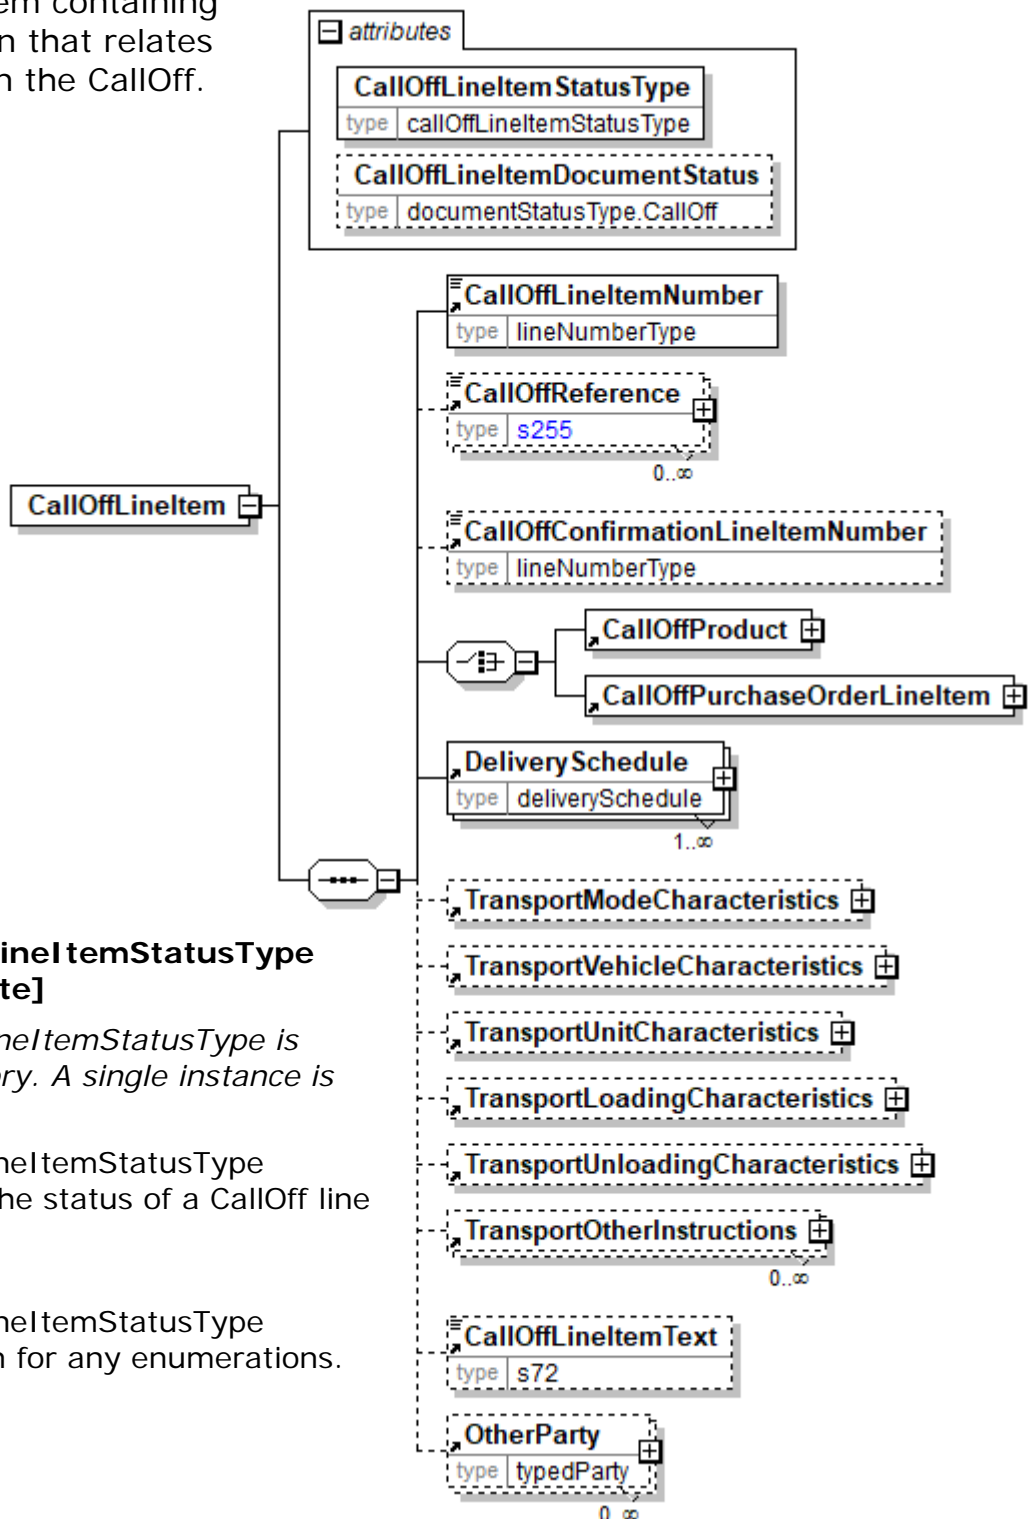 em containing
n that relates
n the CallOff.
attributes
CallOffLineItemStatusType
type callOffLineItemStatusType
CallOffLineItemDocumentStatus
type documentStatusType.CallOff
CallOffLineItemNumber
type lineNumberType
CallOffReference
type s255
0..∞
CallOffLineItem
CallOffConfirmationLineItemNumber
type lineNumberType
CallOffProduct
CallOffPurchaseOrderLineItem
DeliverySchedule
type deliverySchedule
1..∞
TransportModeCharacteristics
TransportVehicleCharacteristics
TransportUnitCharacteristics
TransportLoadingCharacteristics
TransportUnloadingCharacteristics
TransportOtherInstructions
0..∞
CallOffLineItemText
type s72
OtherParty
type typedParty
0..∞
ineItemStatusType
te]
neItemStatusType is
ry. A single instance is
neItemStatusType
he status of a CallOff line
neItemStatusType
n for any enumerations.